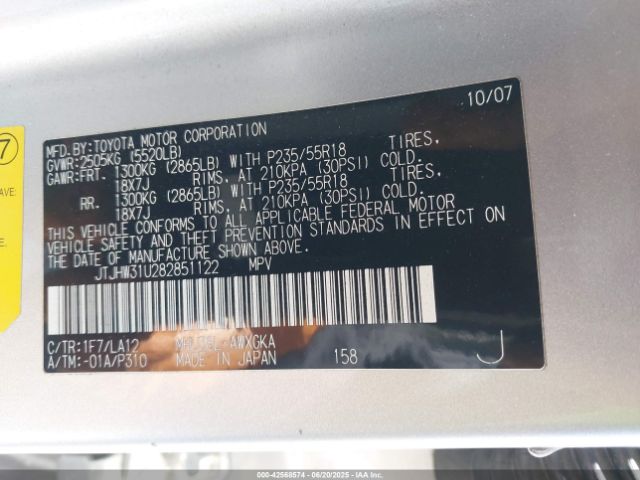 10/07
MFD.BY:TOYOTA MOTOR CORPORATION
GVWR:2505KG (5520LB)
GAWR:FRT. 1300KG (2865LB) WITH P235/55R18 TIRES,
18X7J RIMS, AT 210KPA (30PSI) COLD.
RR. 1300KG (2865LB) WITH P235/55R18 TIRES,
18X7J RIMS, AT 210KPA (30PSI) COLD.
THIS VEHICLE CONFORMS TO ALL APPLICABLE FEDERAL MOTOR
VEHICLE SAFETY AND THEFT PREVENTION STANDARDS IN EFFECT ON
THE DATE OF MANUFACTURE SHOWN ABOVE.
JTJHW31U282851122 MPV
C/TR:1F7/LA12
A/TM:-01A/P310 MADE IN JAPAN 158 J
7
AVE:
000-42568574 | 06/20/2025 | IAAI.COM